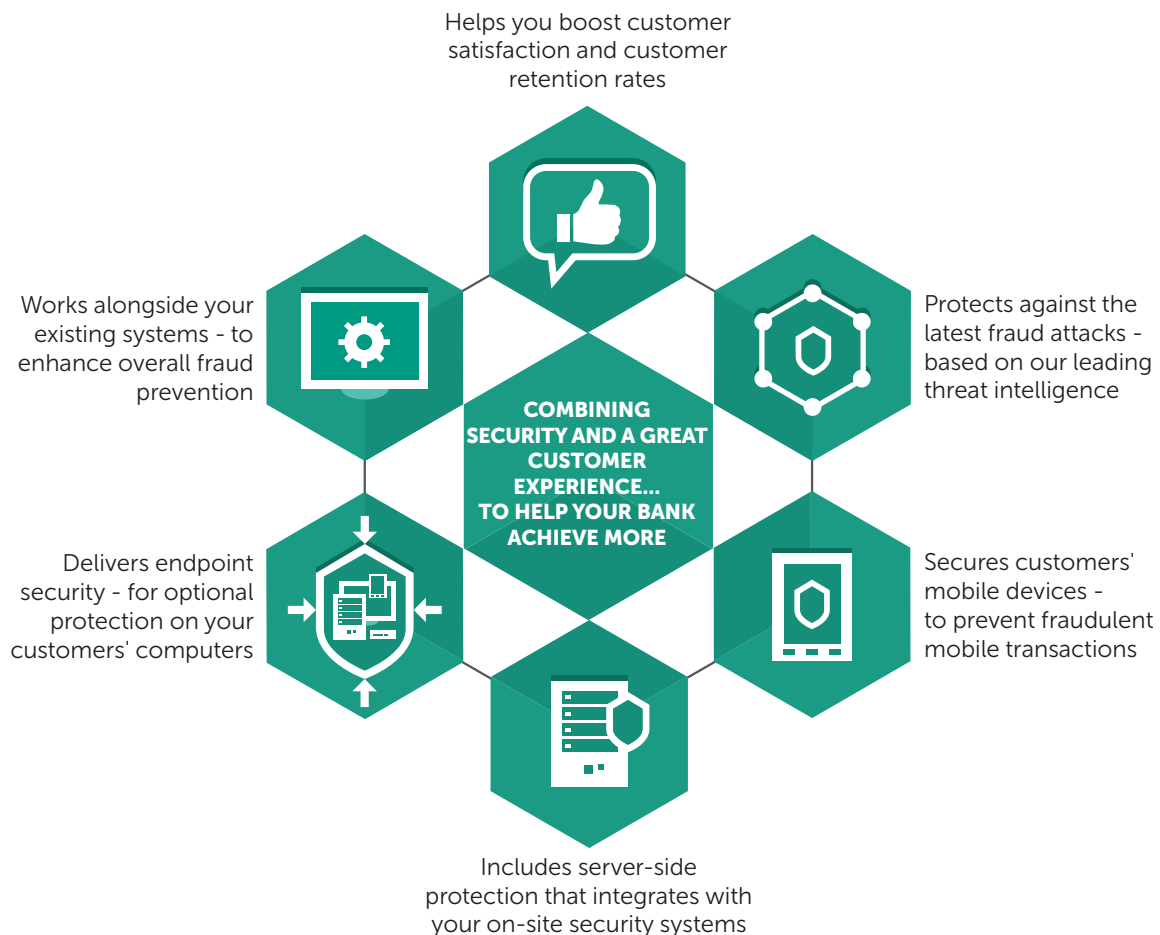 Helps you boost customer
satisfaction and customer
retention rates
Works alongside your
existing systems - to
enhance overall fraud
prevention
Protects against the
latest fraud attacks -
based on our leading
threat intelligence
COMBINING
SECURITY AND A GREAT
CUSTOMER
EXPERIENCE...
TO HELP YOUR BANK
ACHIEVE MORE
Delivers endpoint
security - for optional
protection on your
customers' computers
Secures customers'
mobile devices -
to prevent fraudulent
mobile transactions
Includes server-side
protection that integrates with
your on-site security systems